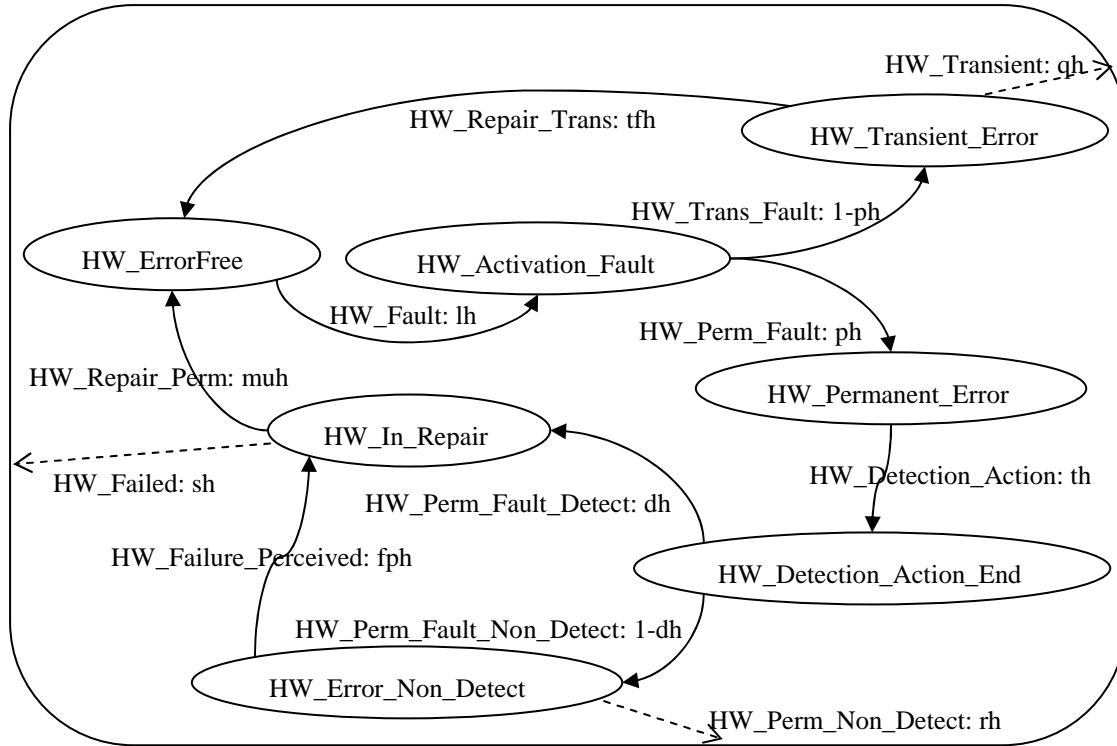 HW_Transient: qh
HW_Repair_Trans: tfh
HW_Transient_Error
HW_Trans_Fault: 1-ph
HW_ErrorFree
HW_Activation_Fault
HW_Fault: lh
HW_Perm_Fault: ph
HW_Repair_Perm: muh
HW_Permanent_Error
HW_In_Repair
HW_Detection_Action: th
HW_Failed: sh
HW_Perm_Fault_Detect: dh
HW_Failure_Perceived: fph
HW_Detection_Action_End
HW_Perm_Fault_Non_Detect: 1-dh
HW_Error_Non_Detect
HW_Perm_Non_Detect: rh